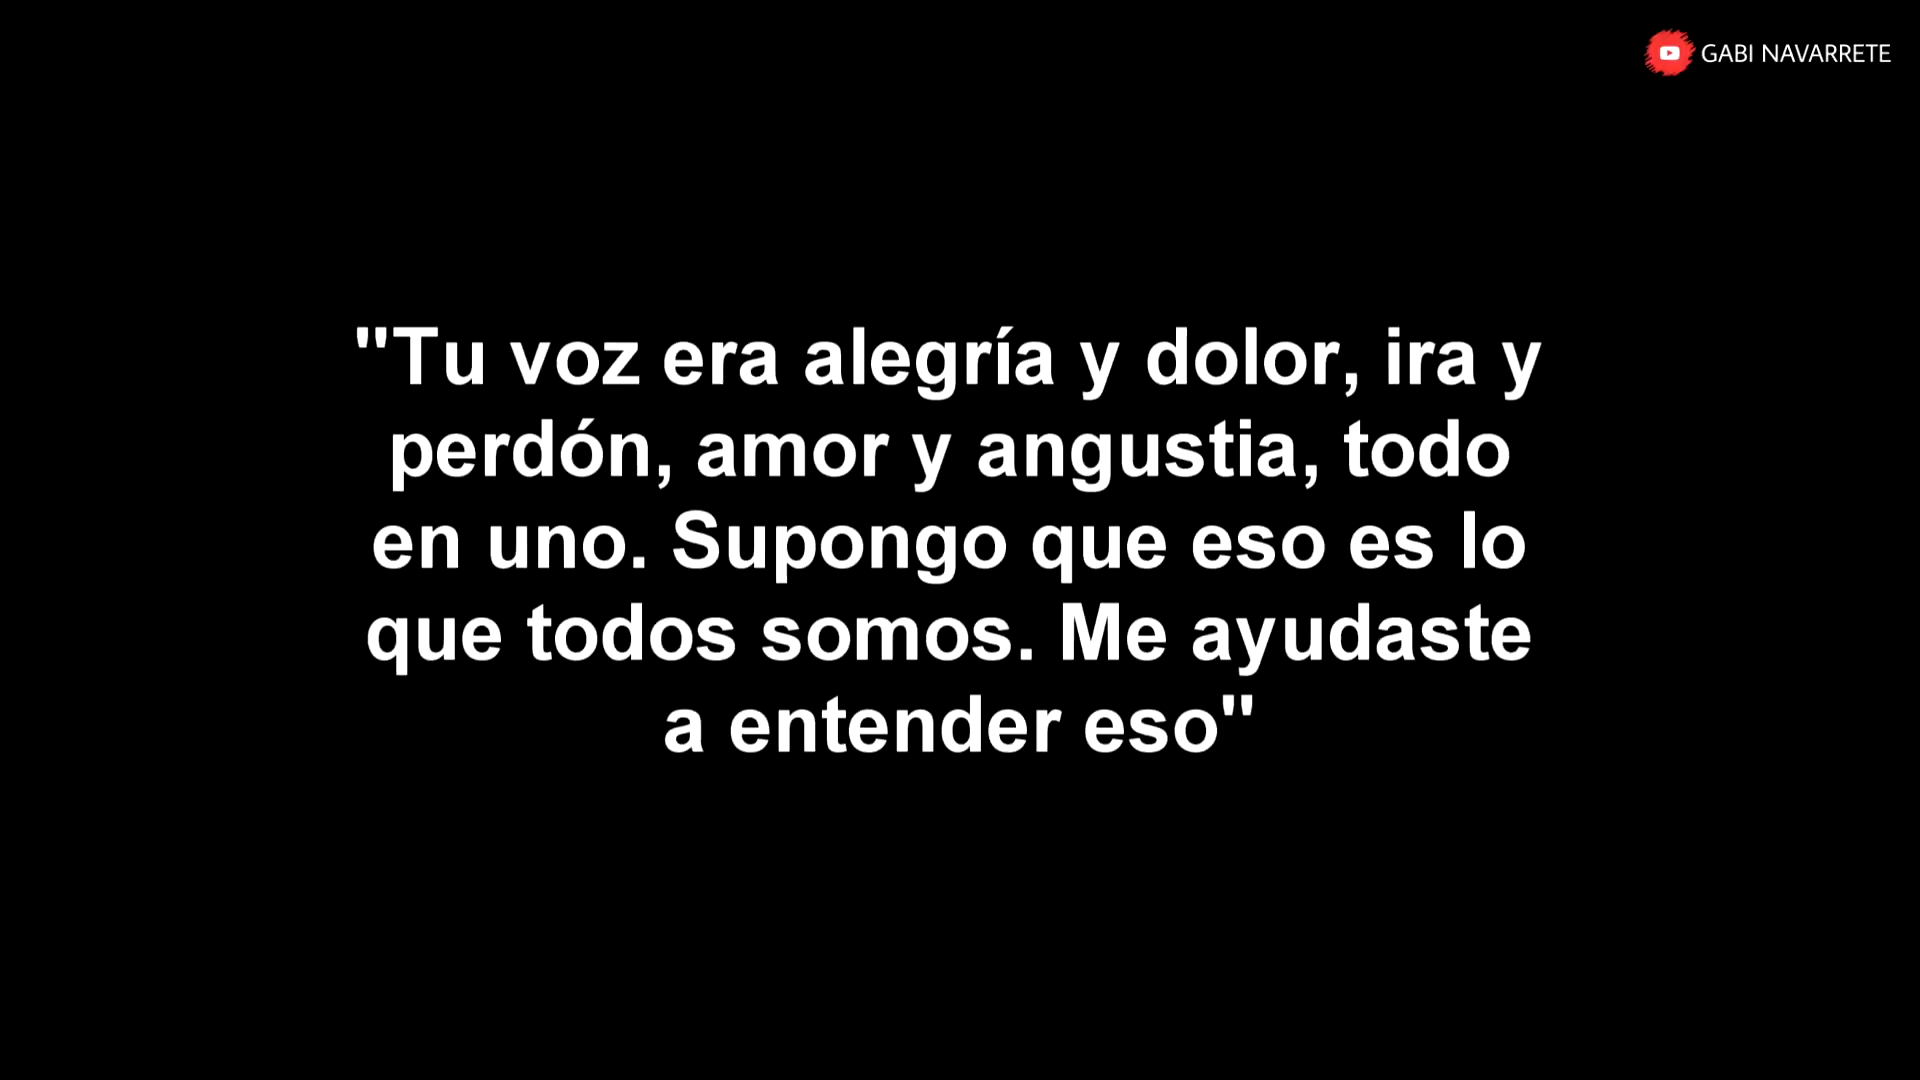 GABI NAVARRETE
"Tu voz era alegría y dolor, ira y
perdón, amor y angustia, todo
en uno. Supongo que eso es lo
que todos somos. Me ayudaste
a entender eso"